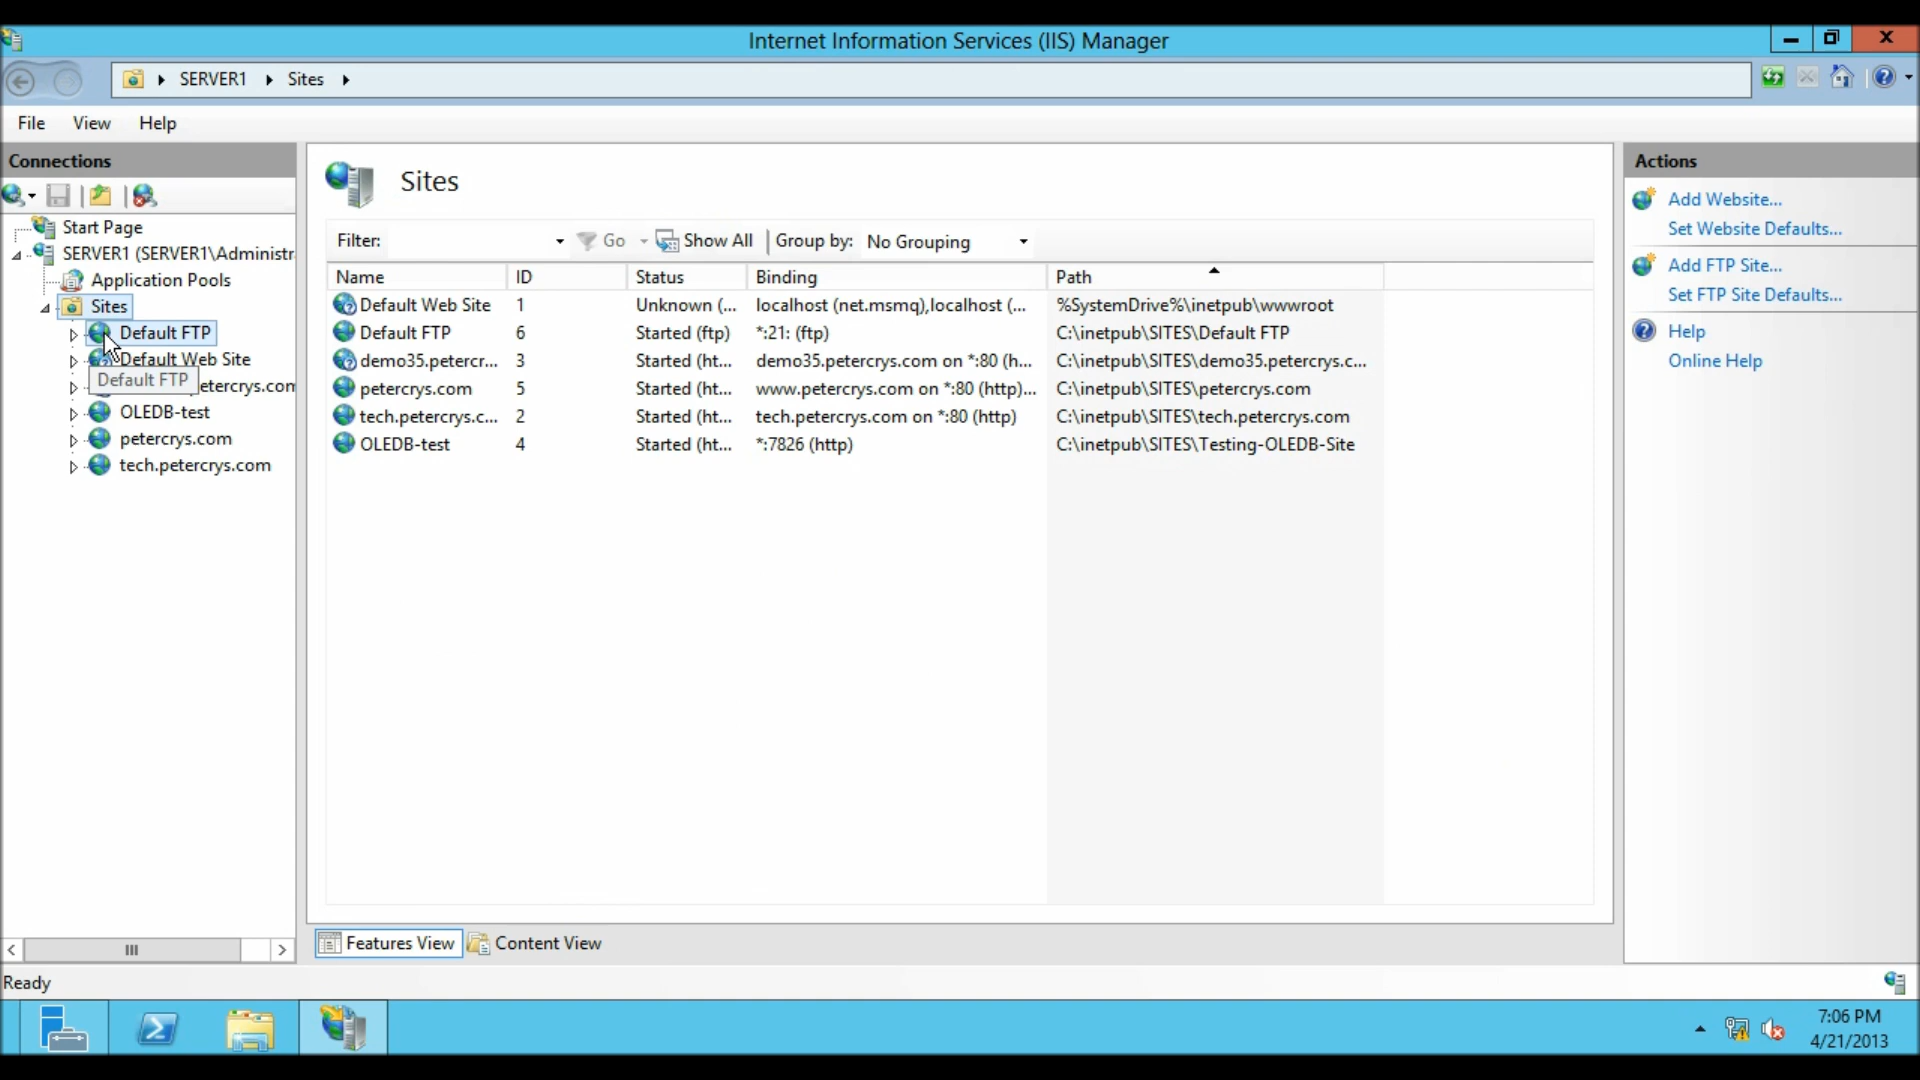 Internet Information Services (IIS) Manager
SERVER1 Sites
File View Help
Connections
Start Page
SERVER1 (SERVER1\Administr
Application Pools
Sites
Default FTP
Default Web Site
Default FTP
etercrys.com
OLEDB-test
petercrys.com
tech.petercrys.com
Sites
Filter: Go Show All Group by: No Grouping
Name ID Status Binding Path
Default Web Site 1 Unknown (... localhost (net.msmq),localhost (... %SystemDrive%\inetpub\wwwroot
Default FTP 6 Started (ftp) *:21: (ftp) C:\inetpub\SITES\Default FTP
demo35.petercr... 3 Started (ht... demo35.petercrys.com on *:80 (h... C:\inetpub\SITES\demo35.petercrys.c...
petercrys.com 5 Started (ht... www.petercrys.com on *:80 (http)... C:\inetpub\SITES\petercrys.com
tech.petercrys.c... 2 Started (ht... tech.petercrys.com on *:80 (http) C:\inetpub\SITES\tech.petercrys.com
OLEDB-test 4 Started (ht... *:7826 (http) C:\inetpub\SITES\Testing-OLEDB-Site
Features View Content View
Actions
Add Website...
Set Website Defaults...
Add FTP Site...
Set FTP Site Defaults...
Help
Online Help
Ready
7:06 PM
4/21/2013